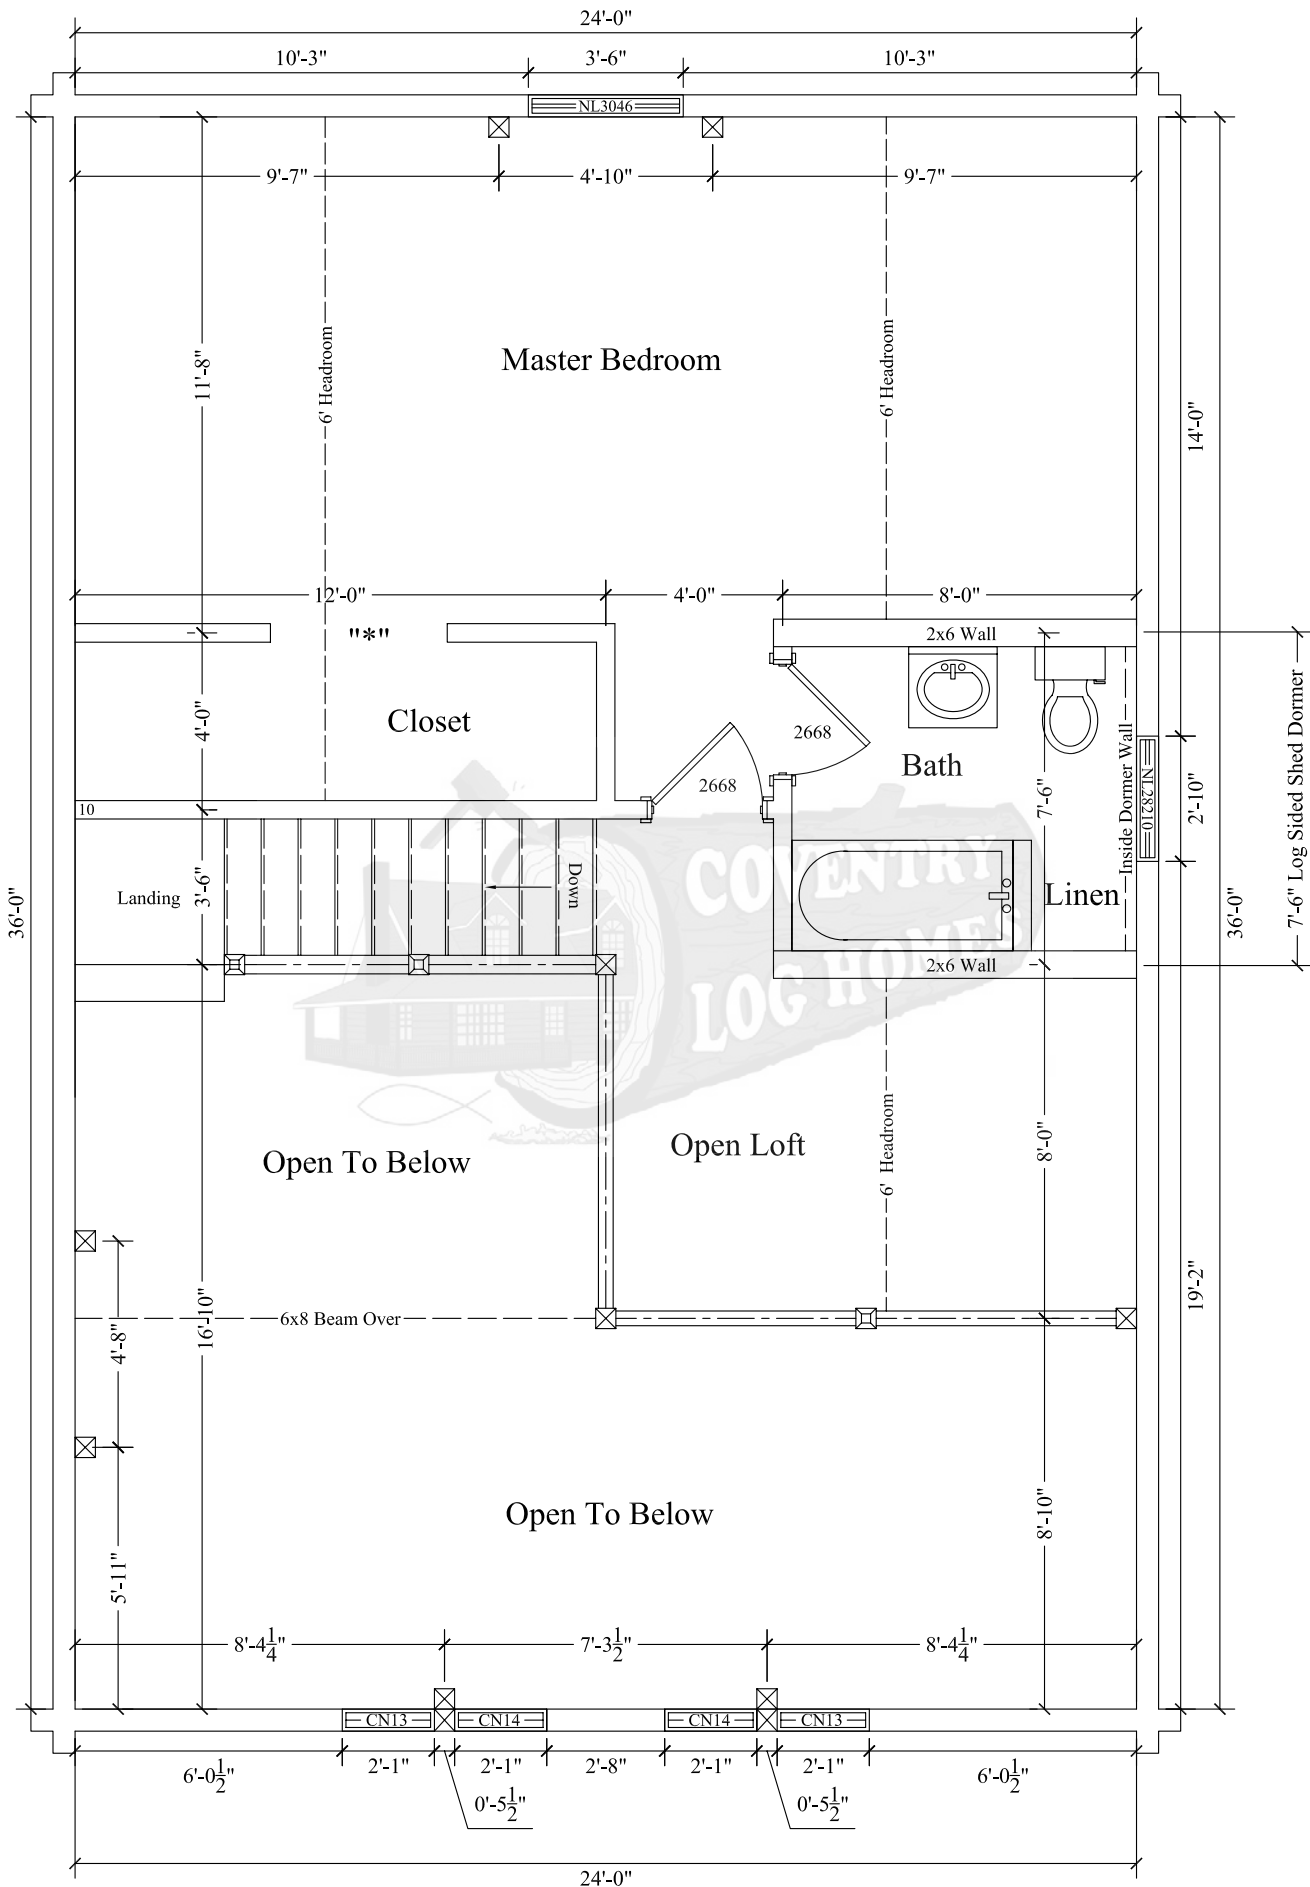 24'-0"
10'-3" 3'-6" 10'-3"
NL3046
9'-7" 4'-10" 9'-7"
6' Headroom
6' Headroom
Master Bedroom
11'-8"
14'-0"
12'-0" 4'-0" 8'-0"
"*"
2x6 Wall
Closet
4'-0"
2668
2668
Bath
7'-6"
Inside Dormer Wall
NL28210
2'-10"
7'-6" Log Sided Shed Dormer
10
Landing
3'-6"
Down
Linen
COVENTRY
LOG HOMES
2x6 Wall
36'-0"
36'-0"
Open To Below
Open Loft
6' Headroom
8'-0"
6x8 Beam Over
16'-10"
4'-8"
19'-2"
Open To Below
8'-10"
5'-11"
8'-4 1/4" 7'-3 1/2" 8'-4 1/4"
CN13 CN14 CN14 CN13
6'-0 1/2" 2'-1" 2'-1" 2'-8" 2'-1" 2'-1" 6'-0 1/2"
0'-5 1/2" 0'-5 1/2"
24'-0"